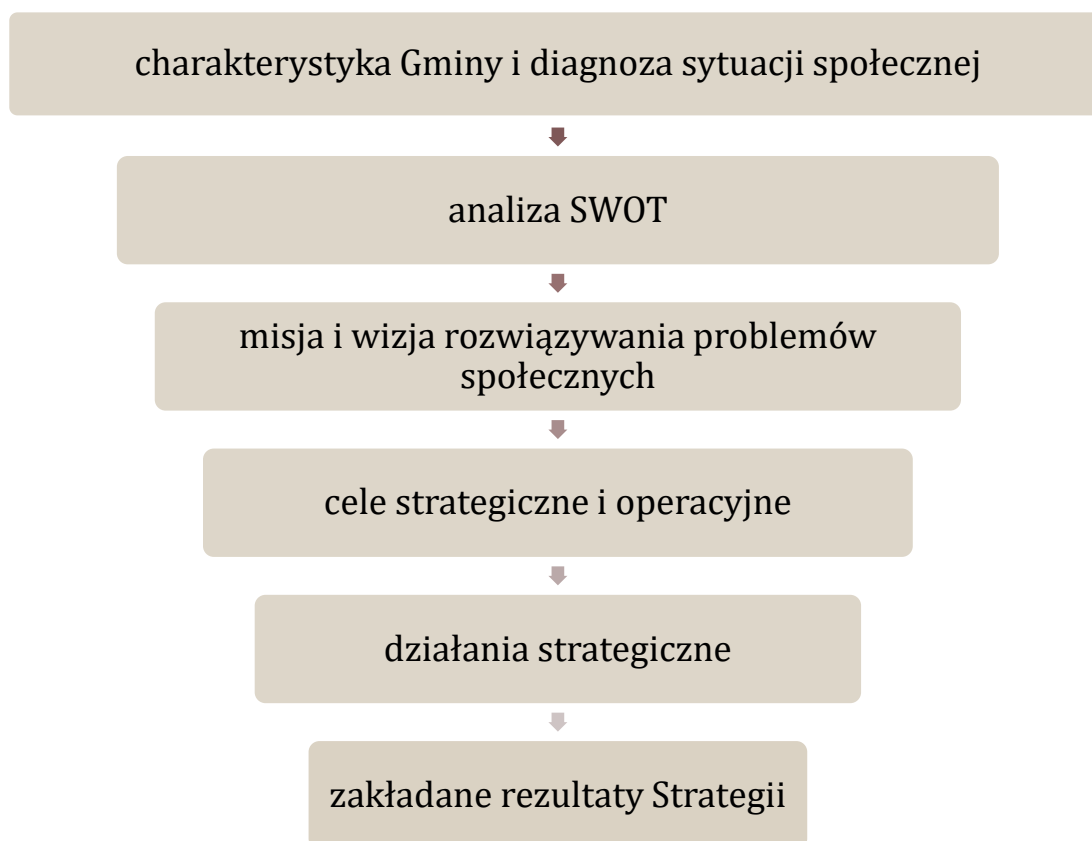 charakterystyka Gminy i diagnoza sytuacji społecznej
analiza SWOT
misja i wizja rozwiązywania problemów
społecznych
cele strategiczne i operacyjne
działania strategiczne
zakładane rezultaty Strategii